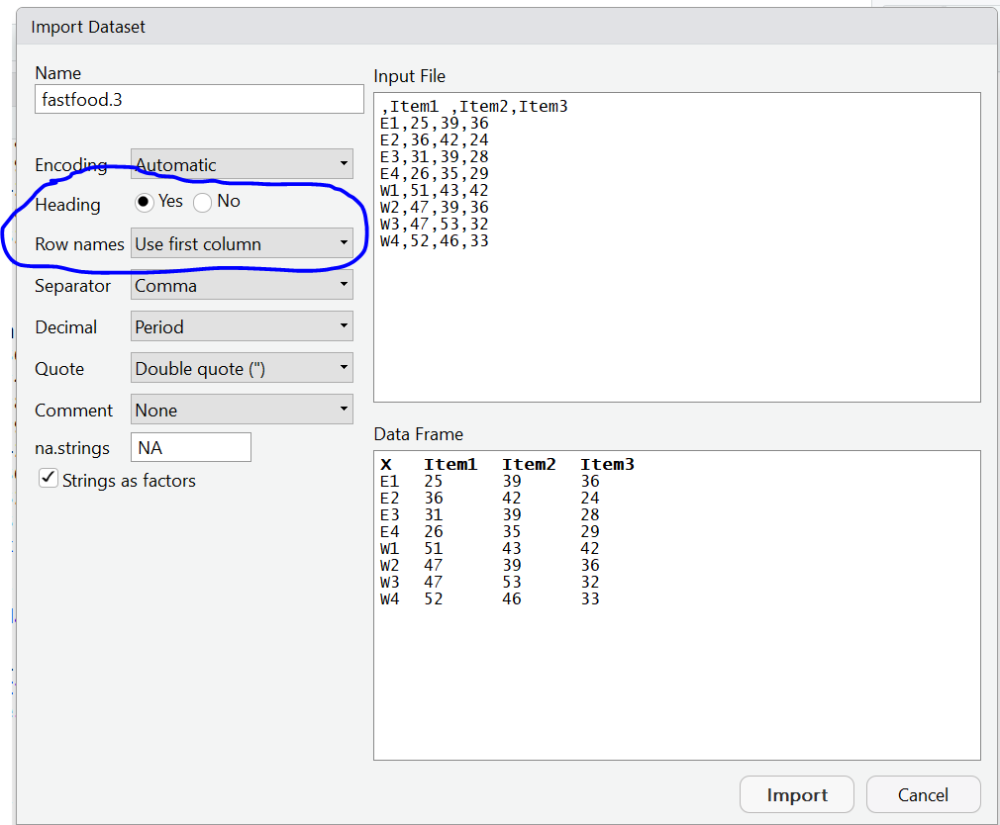 Import Dataset
Name
fastfood.3
Encoding Automatic
Heading Yes No
Row names Use first column
Separator Comma
Decimal Period
Quote Double quote (")
Comment None
na.strings NA
Strings as factors
Input File
,Item1 ,Item2,Item3
E1,25,39,36
E2,36,42,24
E3,31,39,28
E4,26,35,29
W1,51,43,42
W2,47,39,36
W3,47,53,32
W4,52,46,33
Data Frame
X Item1 Item2 Item3
E1 25 39 36
E2 36 42 24
E3 31 39 28
E4 26 35 29
W1 51 43 42
W2 47 39 36
W3 47 53 32
W4 52 46 33
Import Cancel